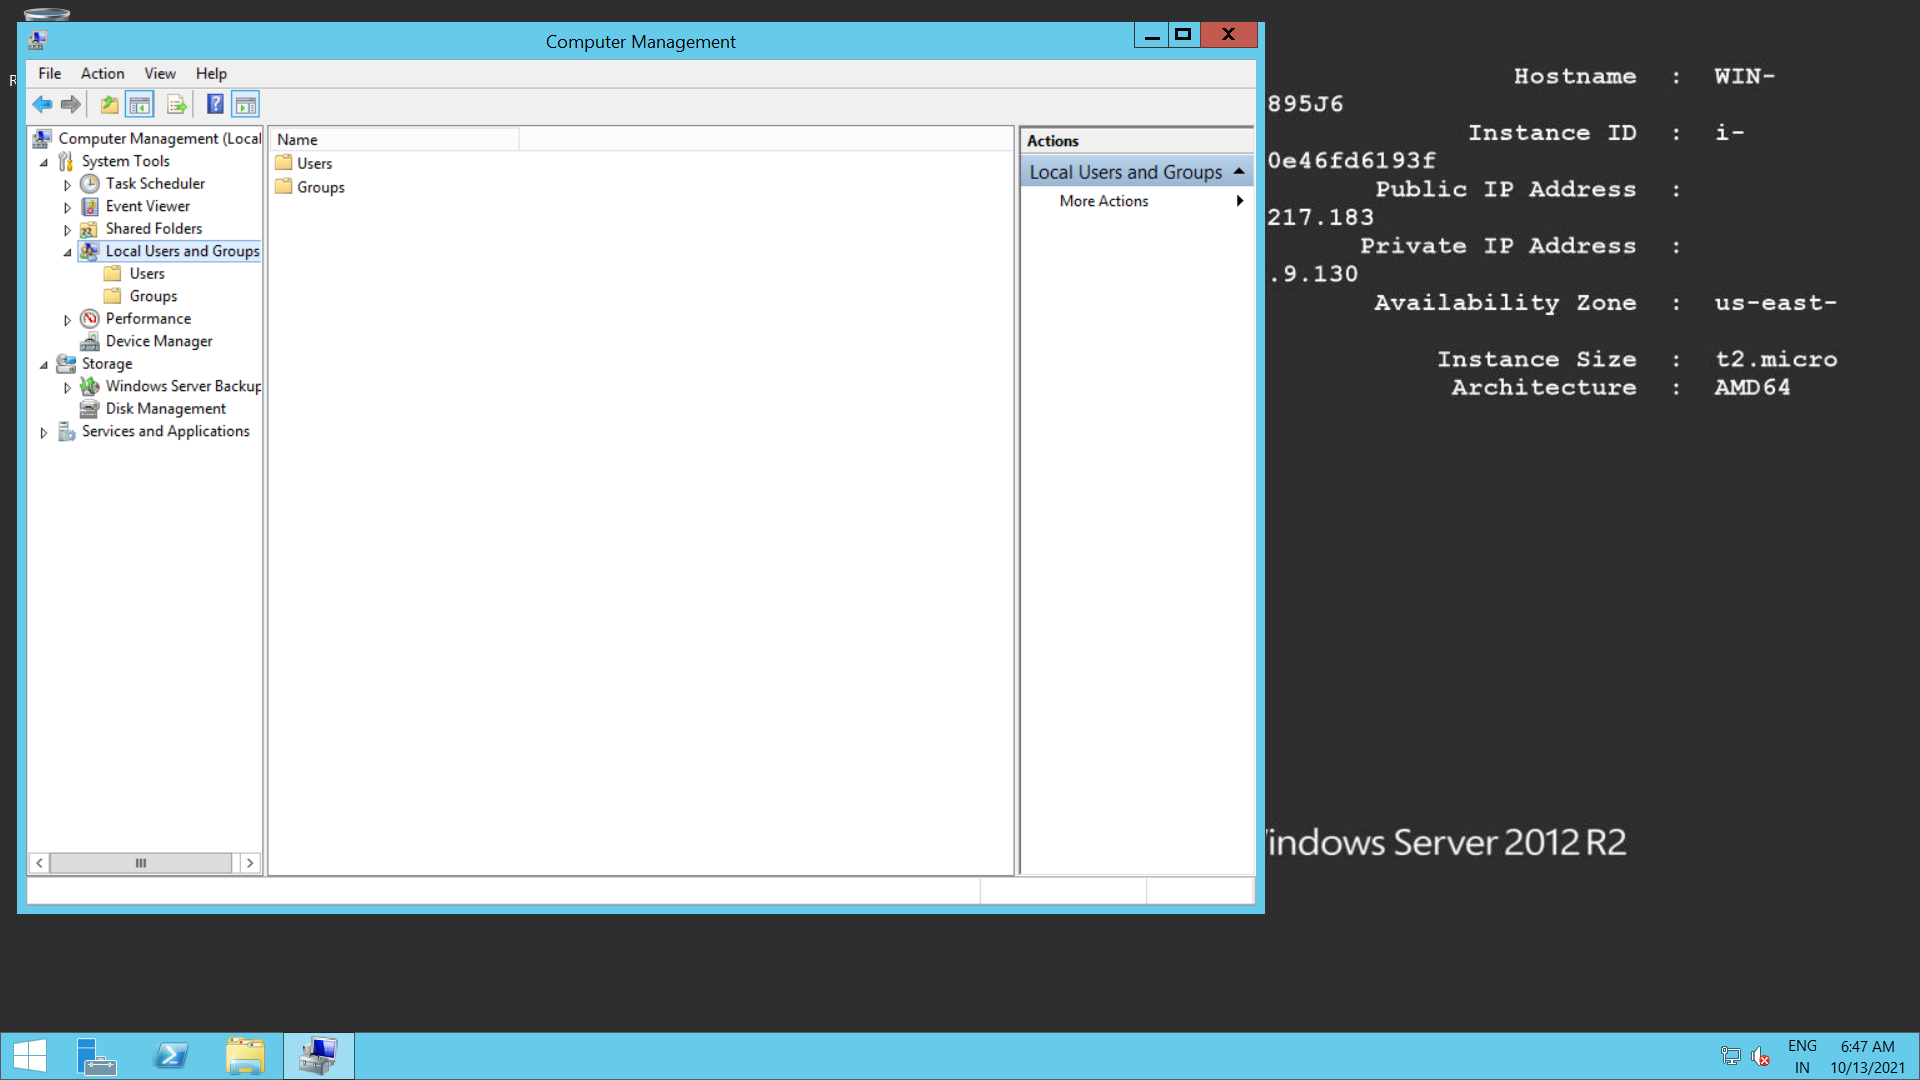 Computer Management
File Action View Help
Computer Management (Local
System Tools
Task Scheduler
Event Viewer
Shared Folders
Local Users and Groups
Users
Groups
Performance
Device Manager
Storage
Windows Server Backup
Disk Management
Services and Applications
Name
Users
Groups
Actions
Local Users and Groups
More Actions
R
Hostname : WIN-
895J6
Instance ID : i-
0e46fd6193f
Public IP Address :
217.183
Private IP Address :
.9.130
Availability Zone : us-east-
Instance Size : t2.micro
Architecture : AMD64
indows Server 2012 R2
ENG
IN
6:47 AM
10/13/2021